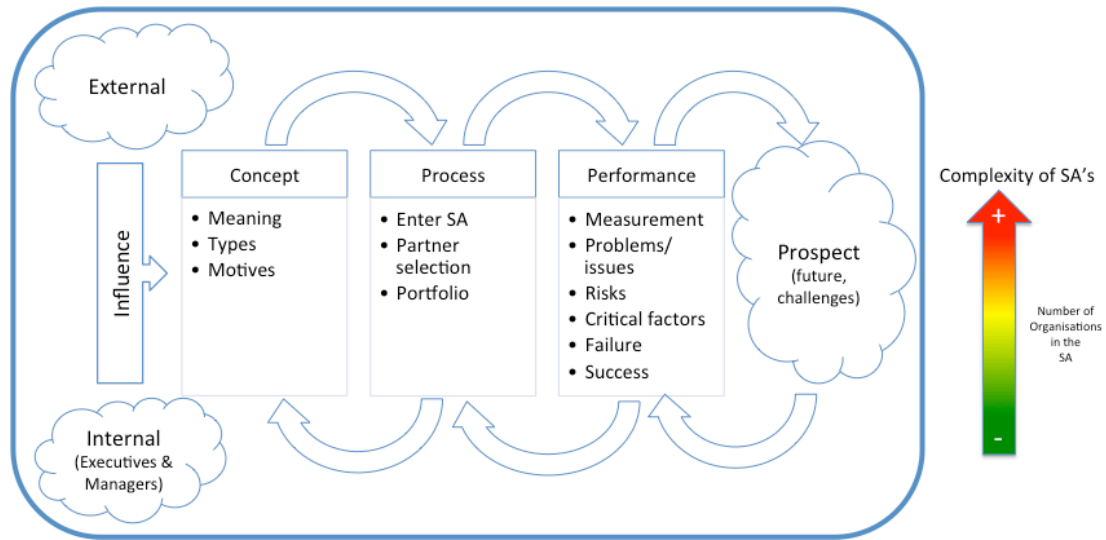 External
Influence
Internal
(Executives &
Managers)
Concept
• Meaning
• Types
• Motives
Process
• Enter SA
• Partner
selection
• Portfolio
Performance
• Measurement
• Problems/
issues
• Risks
• Critical factors
• Failure
• Success
Prospect
(future,
challenges)
Complexity of SA's
+
Number of
Organisations
in the
SA
-